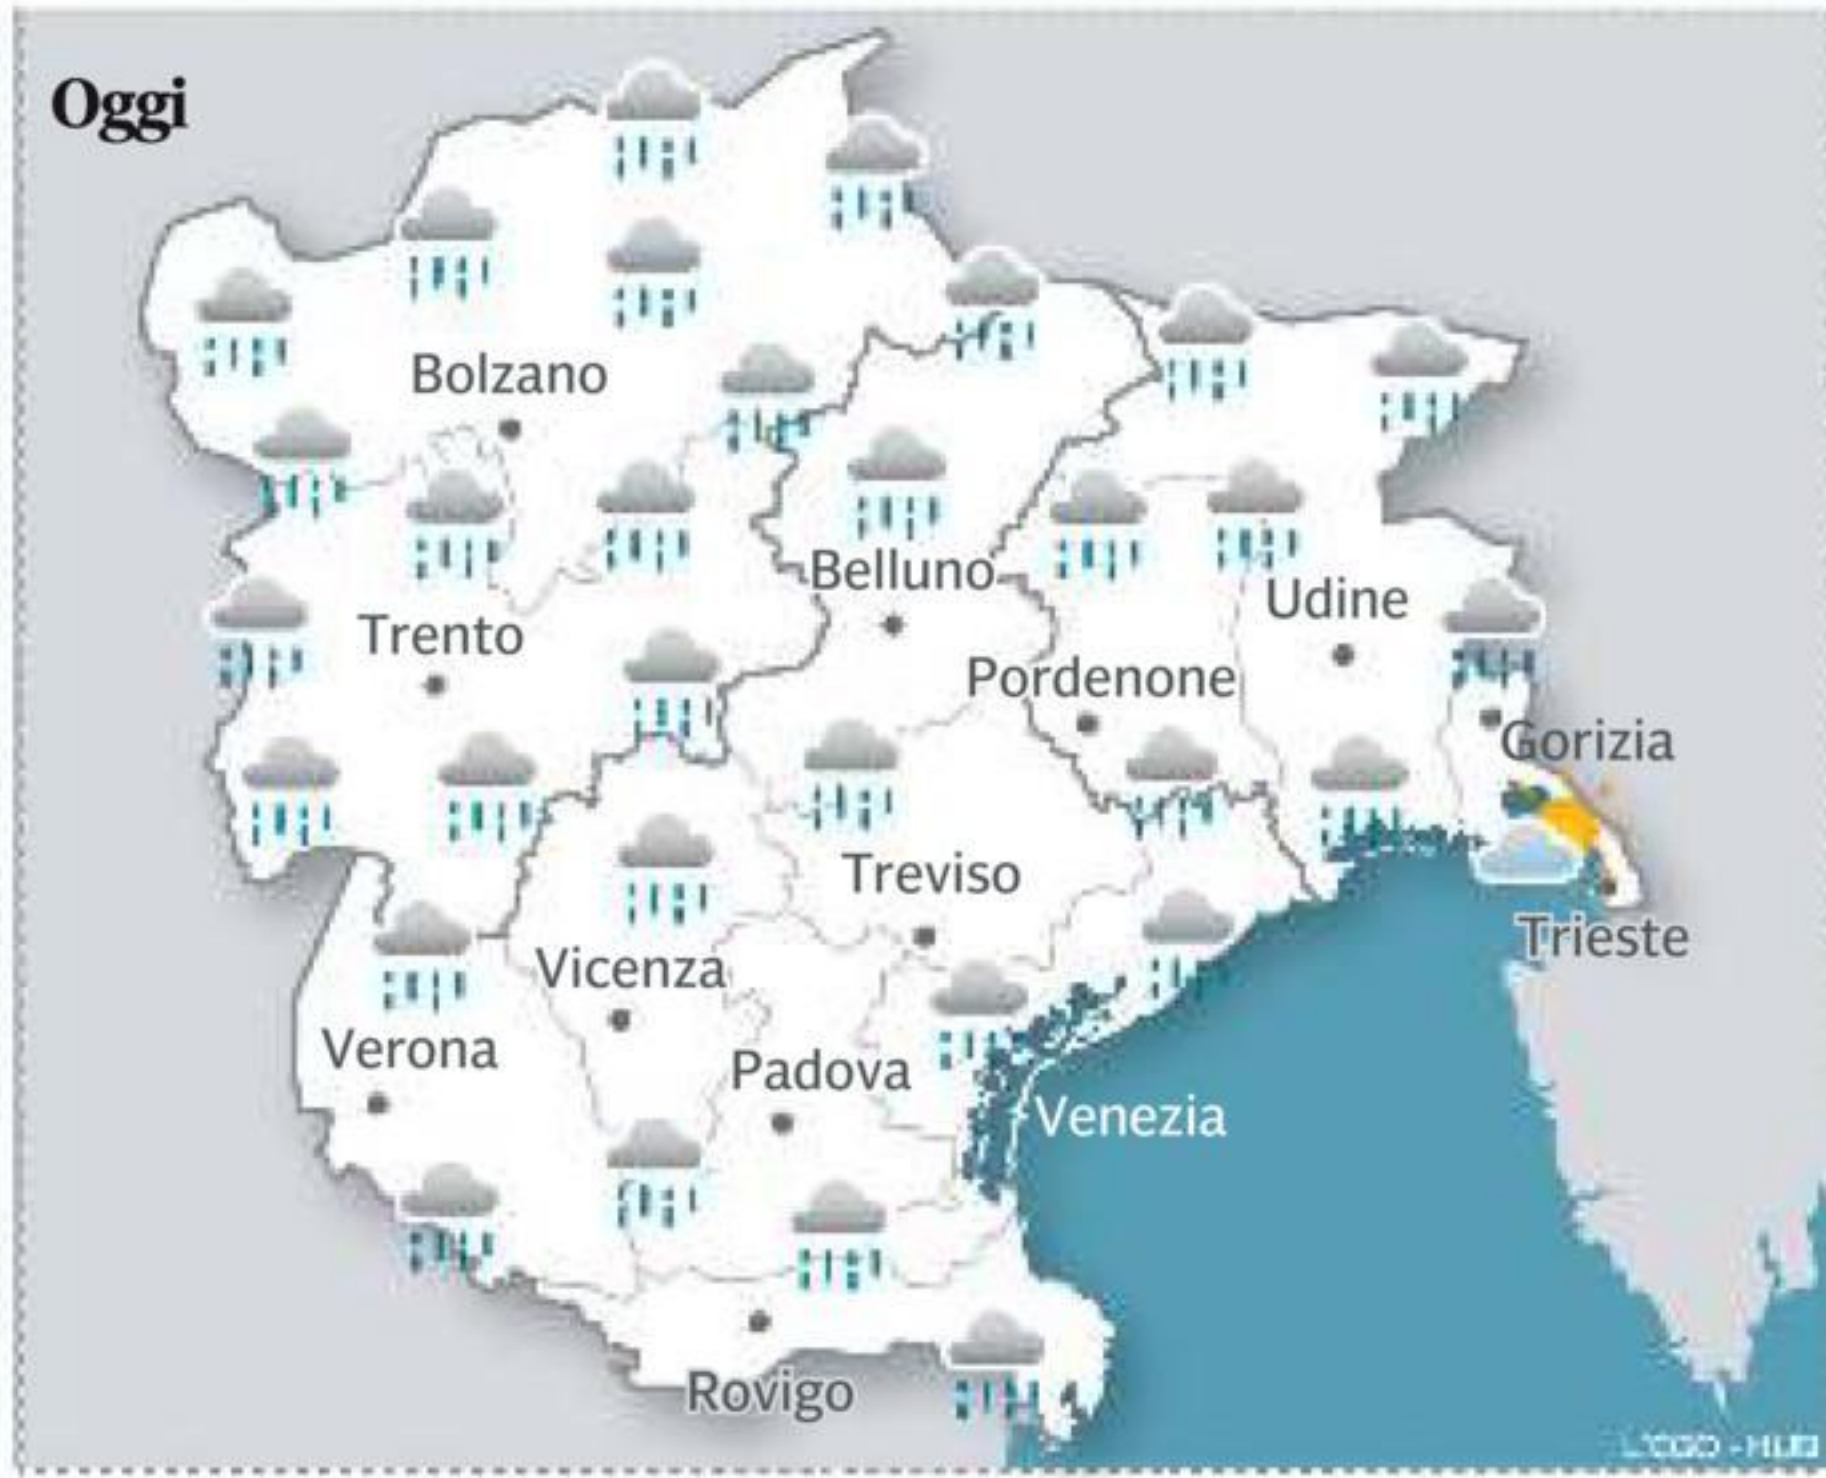 Oggi
Bolzano
Belluno
Udine
Trento
Pordenone
Gorizia
Treviso
Trieste
Vicenza
Verona
Padova
Venezia
Rovigo